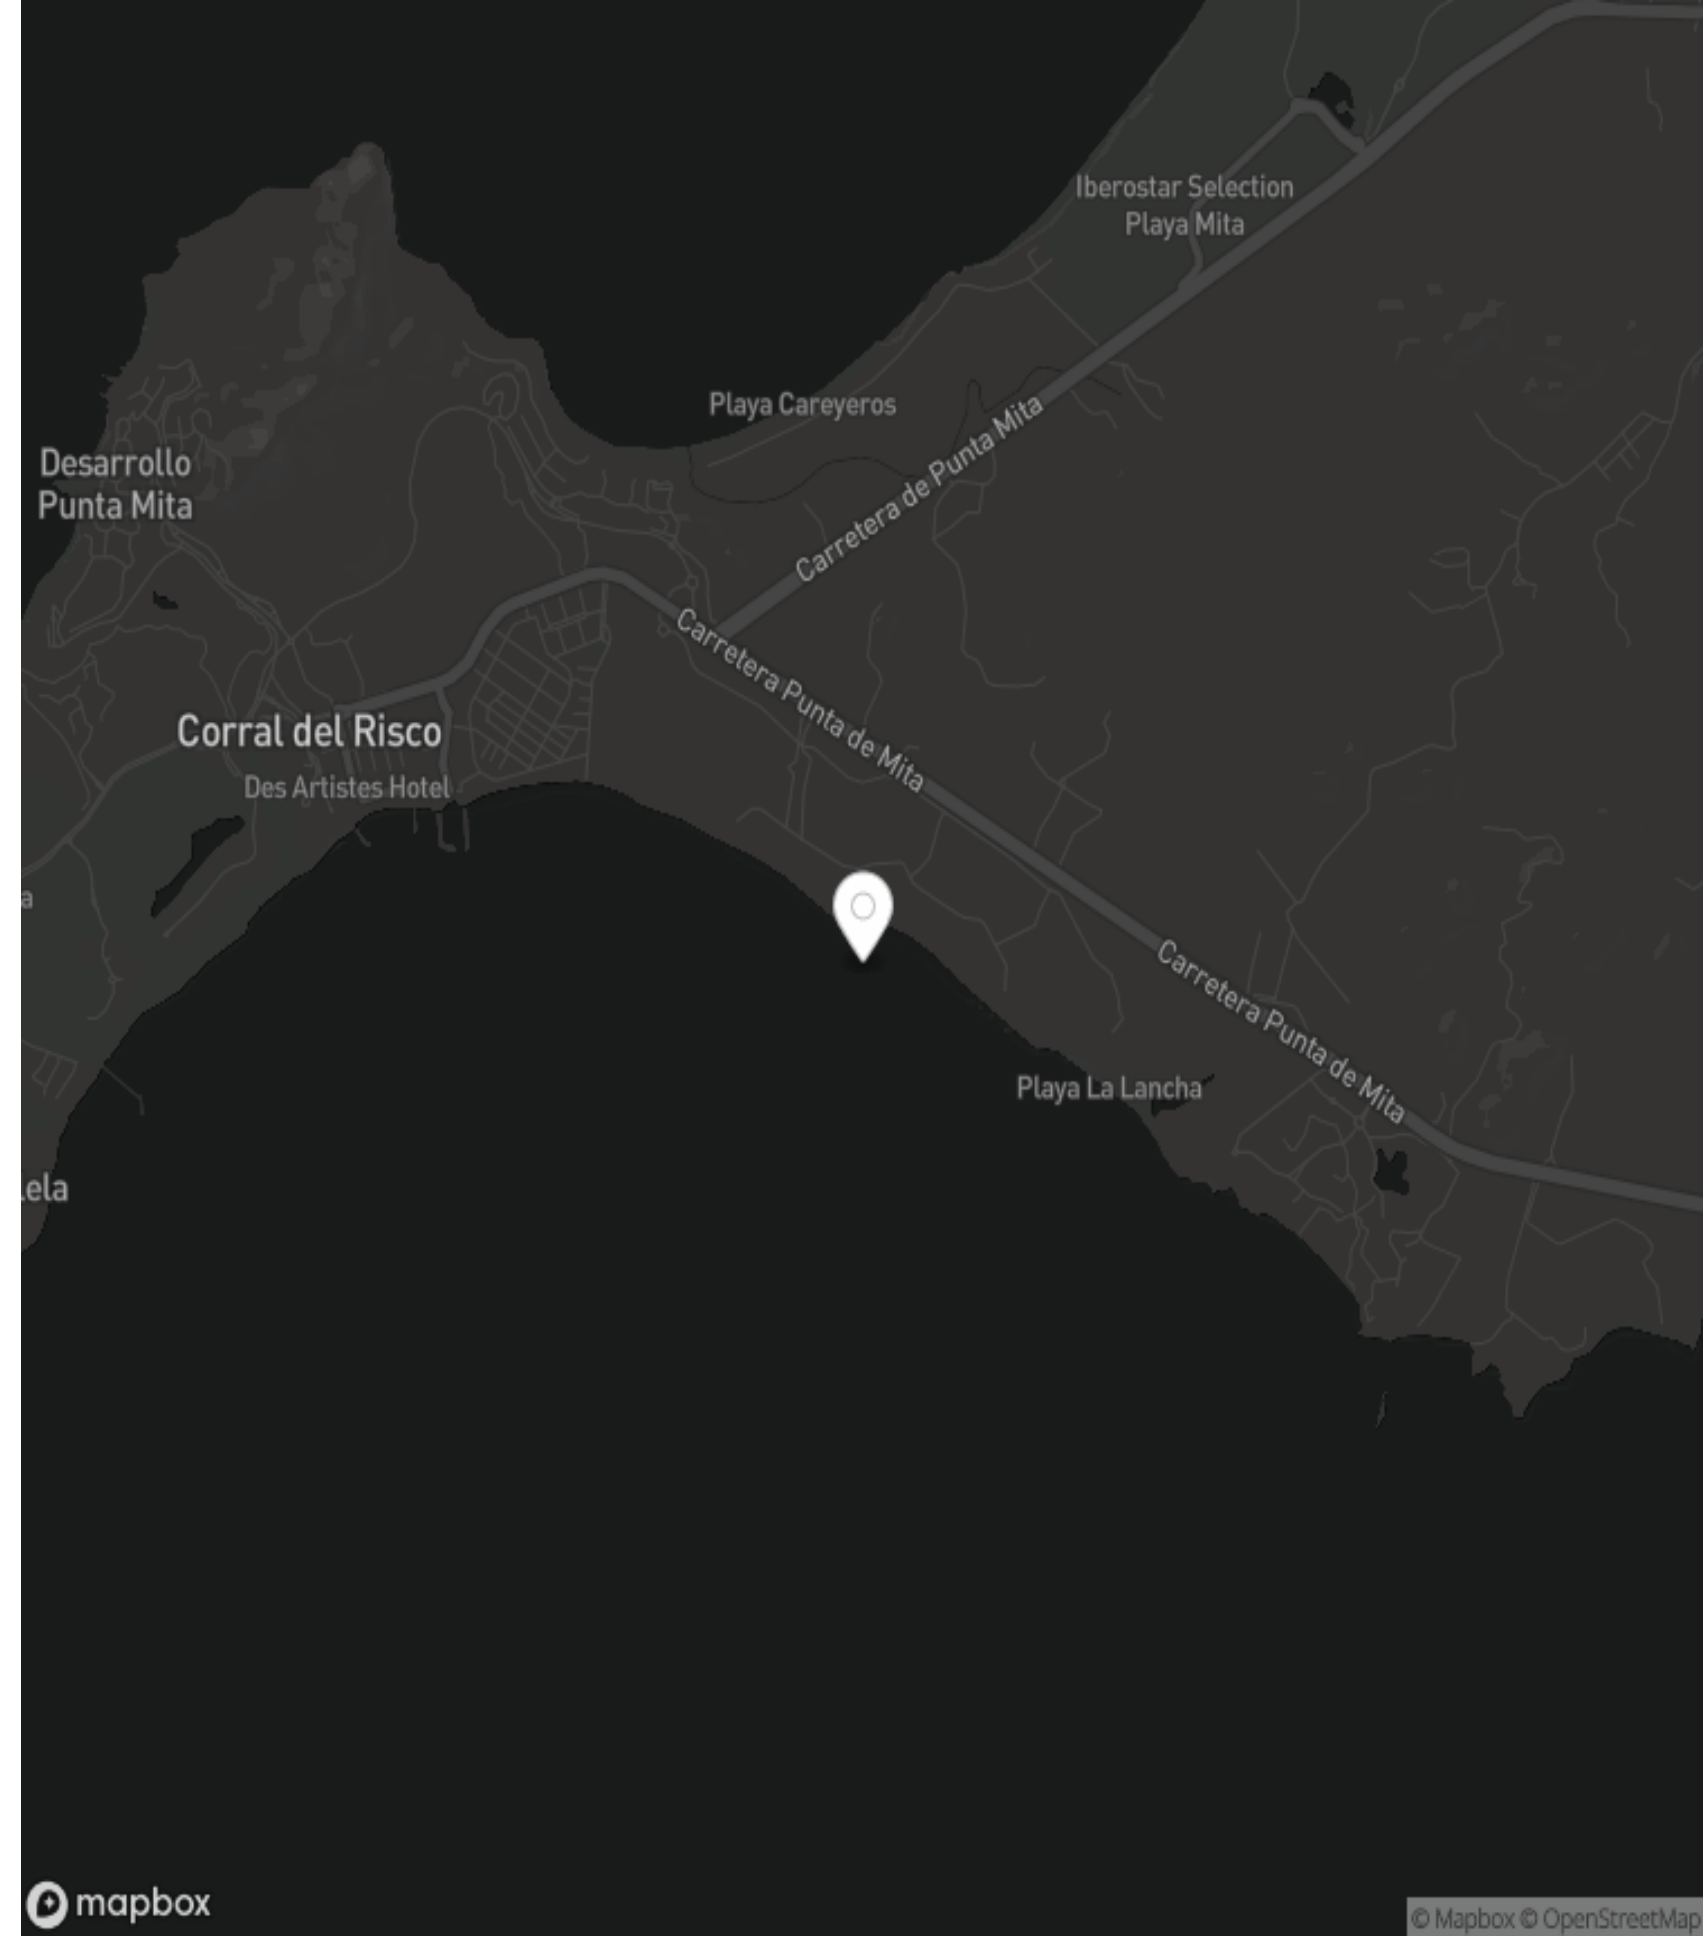 Iberostar Selection
Playa Mita
Playa Careyeros
Carretera de Punta Mita
Desarrollo
Punta Mita
Carretera Punta de Mita
Corral del Risco
Des Artistes Hotel
a
Carretera Punta de Mita
Playa La Lancha
lela
mapbox
© Mapbox © OpenStreetMap